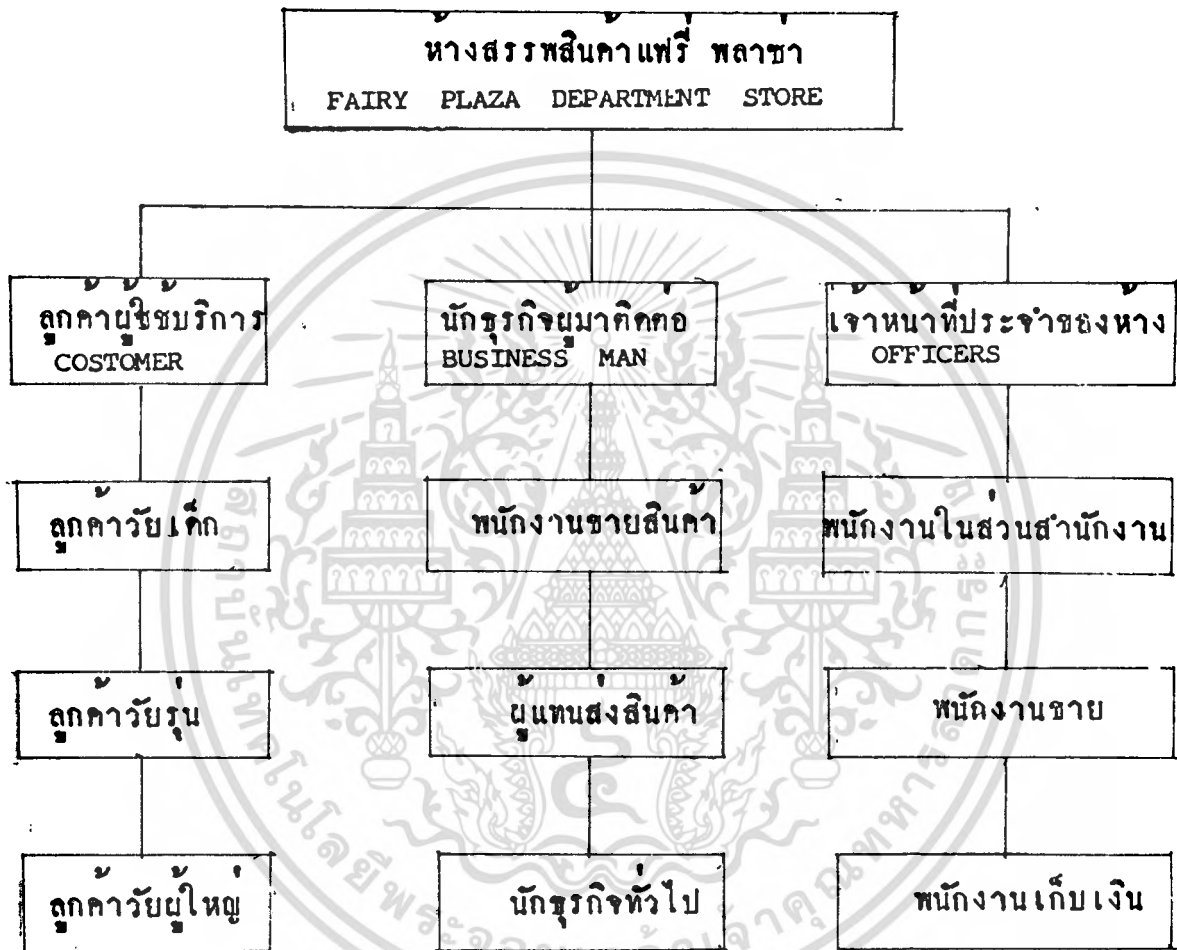 ห้างสรรพสินค้าแฟรี่ พลาซ่า
FAIRY PLAZA DEPARTMENT STORE
ลูกค้าผู้ใช้บริการ
COSTOMER
นักธุรกิจผู้มาติดต่อ
BUSINESS MAN
เจ้าหน้าที่ประจำของห้าง
OFFICERS
ลูกค้าวัยเด็ก
พนักงานขายสินค้า
พนักงานในส่วนสำนักงาน
ลูกค้าวัยรุ่น
ผู้แทนส่งสินค้า
พนักงานขาย
ลูกค้าวัยผู้ใหญ่
นักธุรกิจทั่วไป
พนักงานเก็บเงิน